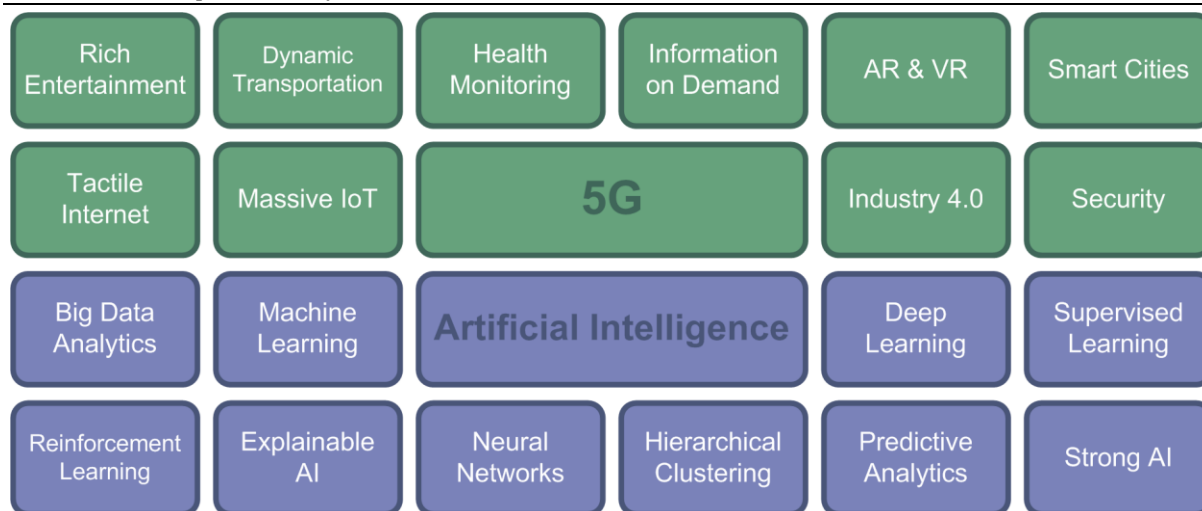 Rich
Entertainment
Dynamic
Transportation
Health
Monitoring
Information
on Demand
AR & VR
Smart Cities
Tactile
Internet
Massive IoT
5G
Industry 4.0
Security
Big Data
Analytics
Machine
Learning
Artificial Intelligence
Deep
Learning
Supervised
Learning
Reinforcement
Learning
Explainable
AI
Neural
Networks
Hierarchical
Clustering
Predictive
Analytics
Strong AI